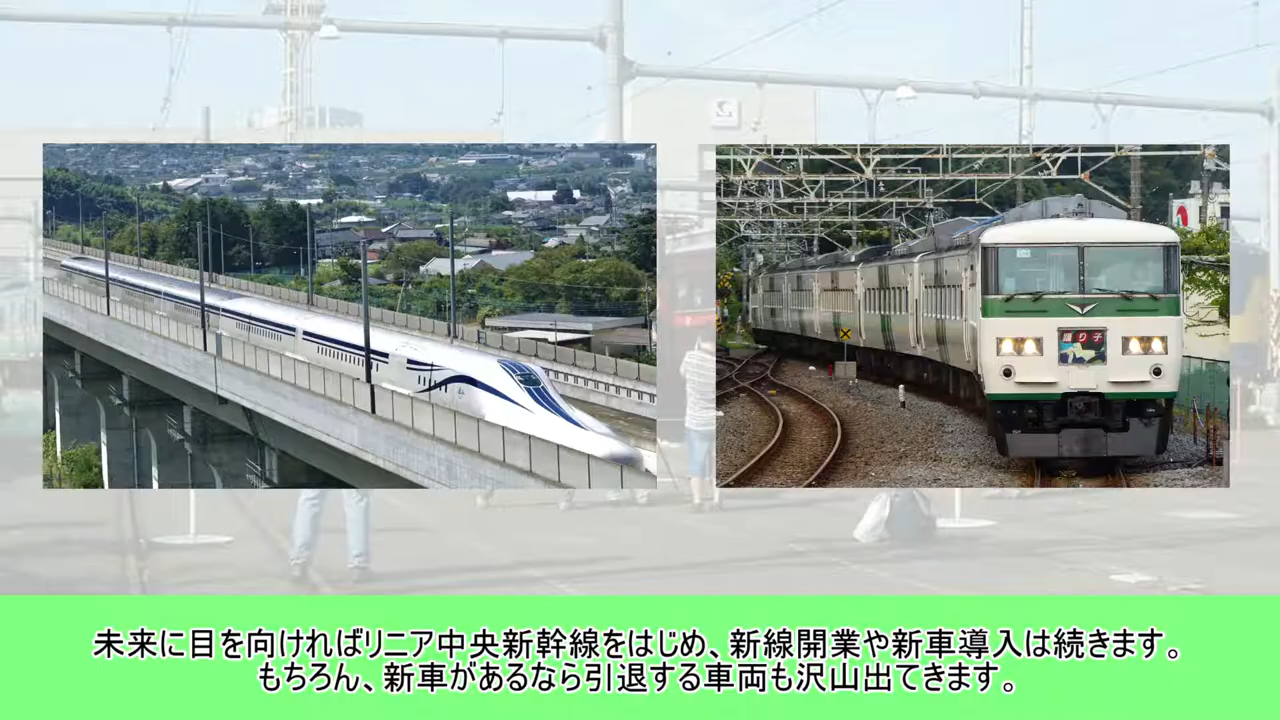 踊り子
未来に目を向ければリニア中央新幹線をはじめ、新線開業や新車導入は続きます。
もちろん、新車があるなら引退する車両も沢山出てきます。